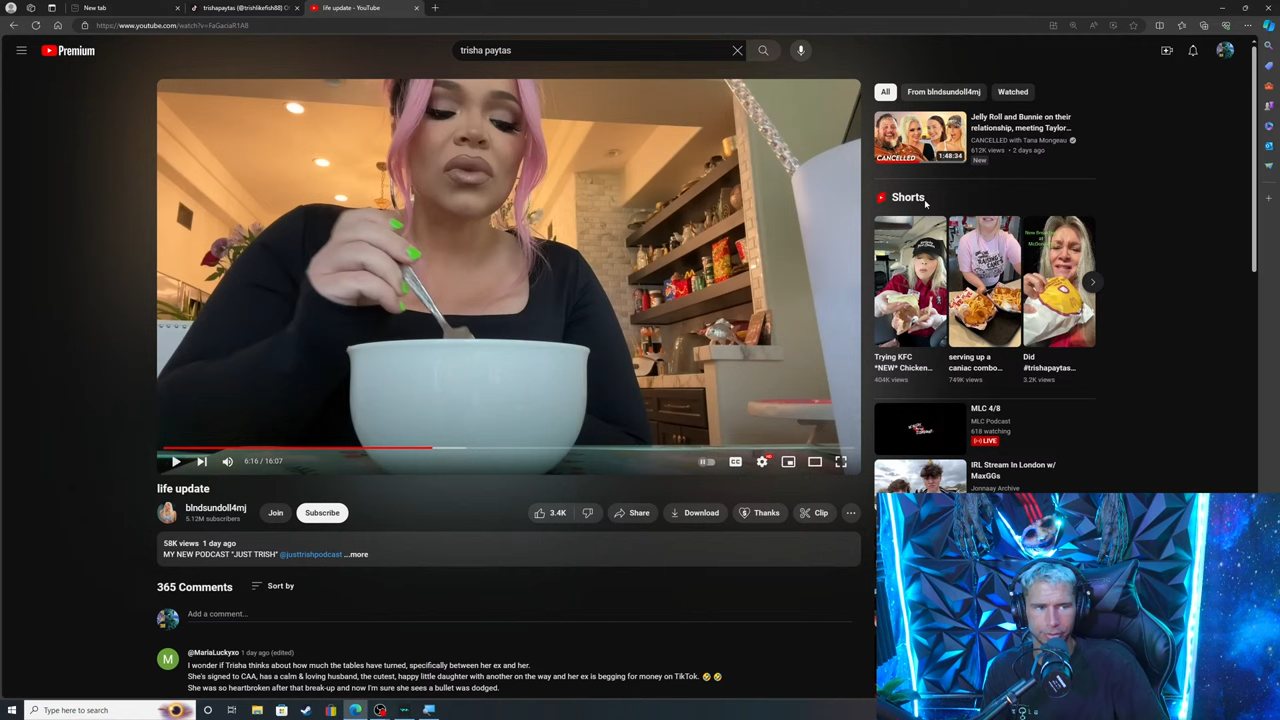 New tab
trishapaytas (@trishlikefish88) O
life update - YouTube
https://www.youtube.com/watch?v=FaGaciaR1A8
Premium
trisha paytas
All
From blndsundoll4mj
Watched
Jelly Roll and Bunnie on their
relationship, meeting Taylor...
CANCELLED with Tana Mongeau
612K views • 2 days ago
New
CANCELLED
1:48:34
Shorts
New
at
McDon
Trying KFC
*NEW* Chicken...
404K views
serving up a
caniac combo...
749K views
Did
#trishapaytas...
3.2K views
MLC 4/8
MLC Podcast
618 watching
LIVE
IRL Stream In London w/
MaxGGs
Jonnaay Archive
6:16 / 16:07
CC
HD
life update
blndsundoll4mj
5.12M subscribers
Join
Subscribe
3.4K
Share
Download
Thanks
Clip
58K views 1 day ago
MY NEW PODCAST "JUST TRISH" @justtrishpodcast ...more
365 Comments
Sort by
Add a comment...
M
@MariaLuckyxo 1 day ago (edited)
I wonder if Trisha thinks about how much the tables have turned, specifically between her ex and her.
She's signed to CAA, has a calm & loving husband, the cutest, happy little daughter with another on the way and her ex is begging for money on TikTok. 🤣 🤣
She was so heartbroken after that break-up and now I'm sure she sees a bullet was dodged.
Type here to search